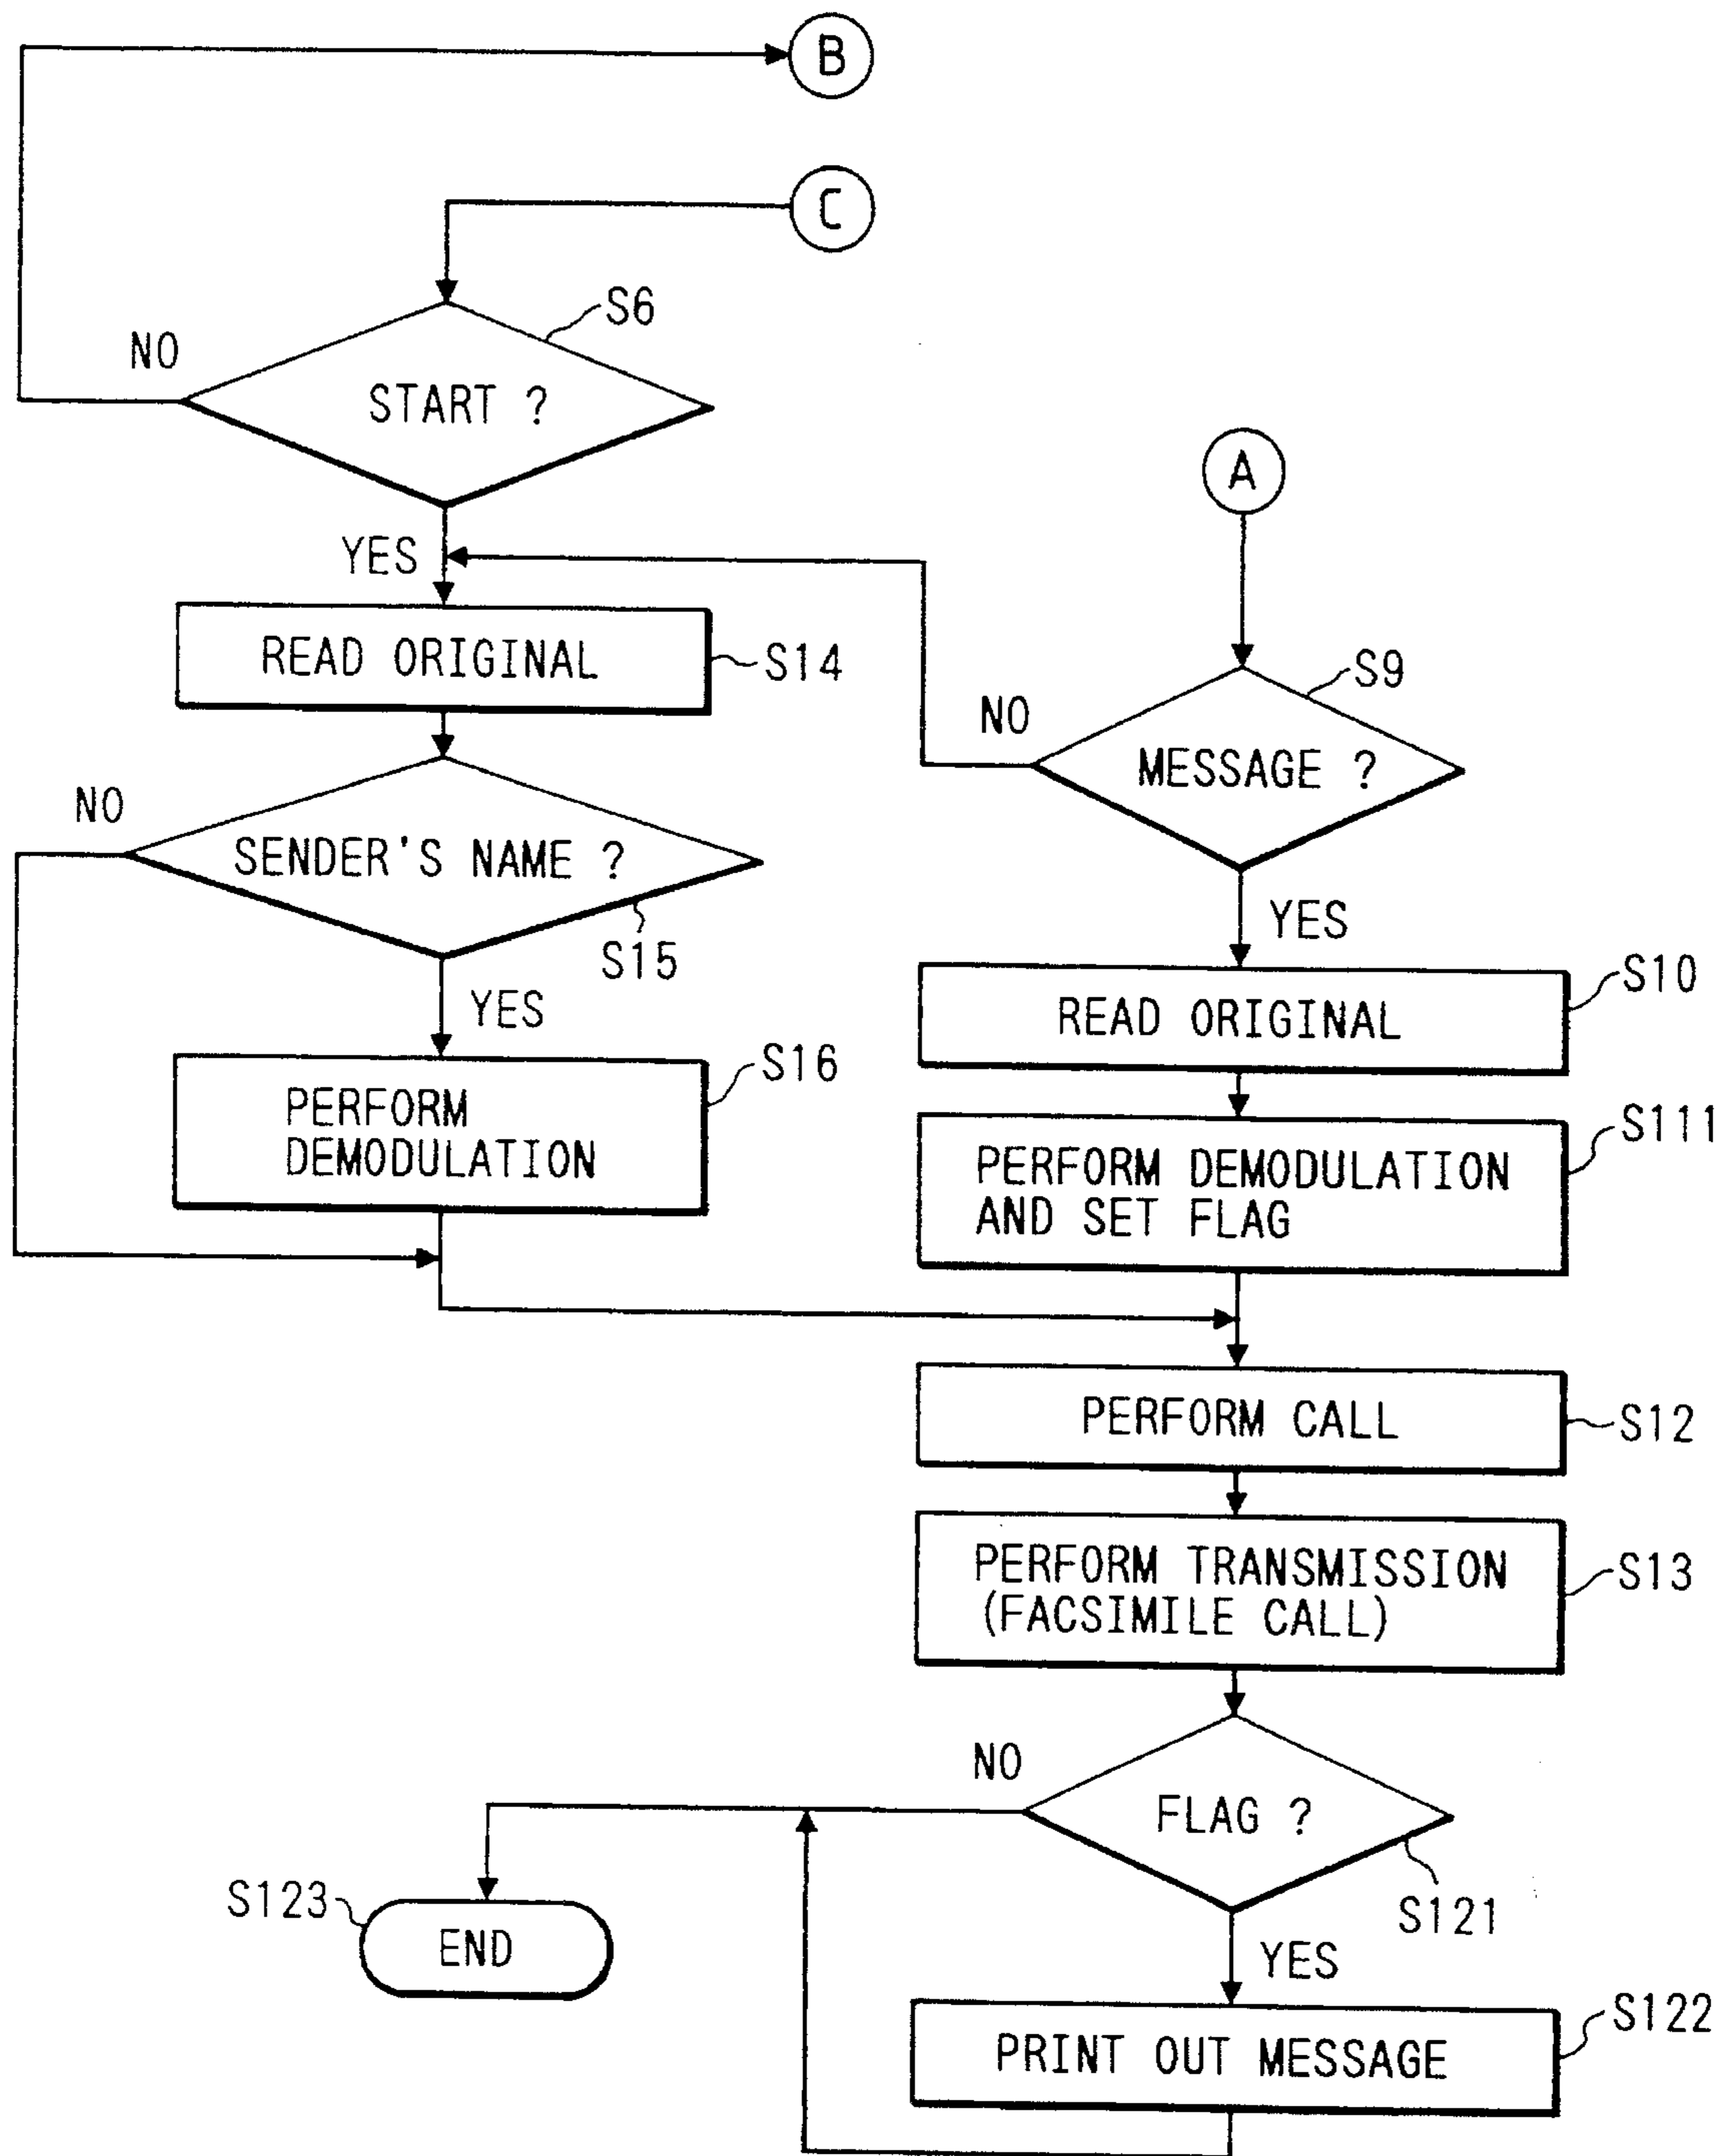 B
C
S6
NO
START ?
A
YES
READ ORIGINAL
S14
S9
NO
MESSAGE ?
NO
SENDER'S NAME ?
S15
YES
YES
S10
READ ORIGINAL
S16
PERFORM
DEMODULATION
S111
PERFORM DEMODULATION
AND SET FLAG
PERFORM CALL
S12
PERFORM TRANSMISSION
(FACSIMILE CALL)
S13
NO
FLAG ?
S121
S123
END
YES
S122
PRINT OUT MESSAGE